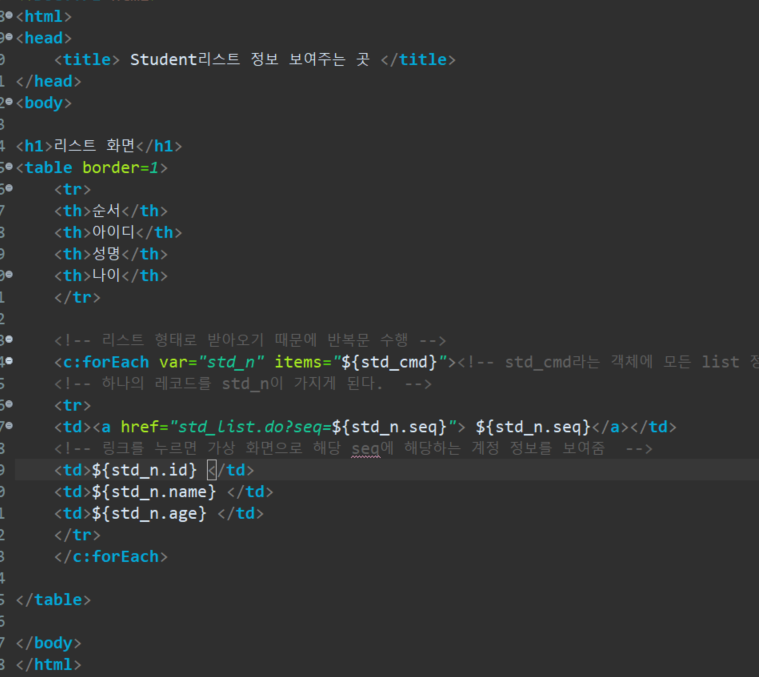 <html>
<head>
<title> Student리스트 정보 보여주는 곳 </title>
</head>
<body>
<h1>리스트 화면</h1>
<table border=1>
<tr>
<th>순서</th>
<th>아이디</th>
<th>성명</th>
<th>나이</th>
</tr>
<!-- 리스트 형태로 받아오기 때문에 반복문 수행 -->
<c:forEach var="std_n" items="${std_cmd}"><!-- std_cmd라는 객체에 모든 list
<!-- 하나의 레코드를 std_n이 가지게 된다.  -->
<tr>
<td><a href="std_list.do?seq=${std_n.seq}"> ${std_n.seq}</a></td>
<!-- 링크를 누르면 가상 화면으로 해당 seq에 해당하는 계정 정보를 보여줌  -->
<td>${std_n.id} </td>
<td>${std_n.name} </td>
<td>${std_n.age} </td>
</tr>
</c:forEach>
</table>
</body>
</html>